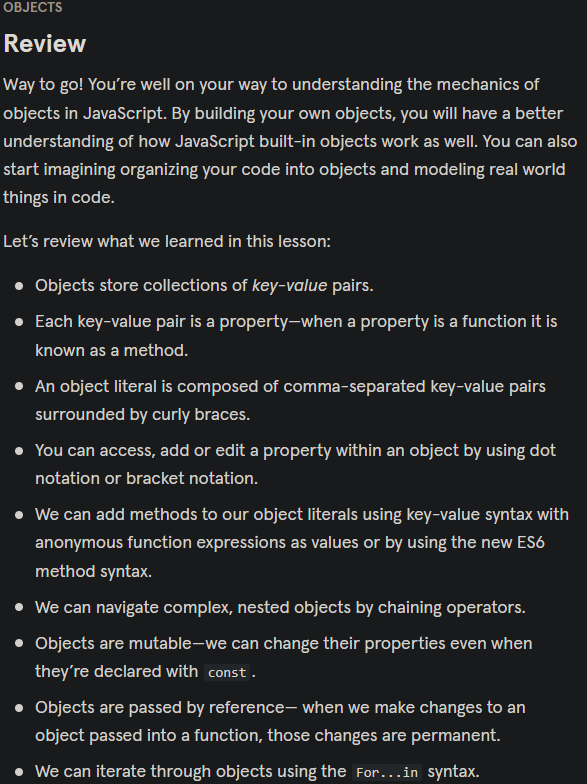 OBJECTS
Review
Way to go! You’re well on your way to understanding the mechanics of
objects in JavaScript. By building your own objects, you will have a better
understanding of how JavaScript built-in objects work as well. You can also
start imagining organizing your code into objects and modeling real world
things in code.
Let’s review what we learned in this lesson:
• Objects store collections of key-value pairs.
• Each key-value pair is a property—when a property is a function it is
known as a method.
• An object literal is composed of comma-separated key-value pairs
surrounded by curly braces.
• You can access, add or edit a property within an object by using dot
notation or bracket notation.
• We can add methods to our object literals using key-value syntax with
anonymous function expressions as values or by using the new ES6
method syntax.
• We can navigate complex, nested objects by chaining operators.
• Objects are mutable—we can change their properties even when
they’re declared with const.
• Objects are passed by reference— when we make changes to an
object passed into a function, those changes are permanent.
• We can iterate through objects using the For...in syntax.